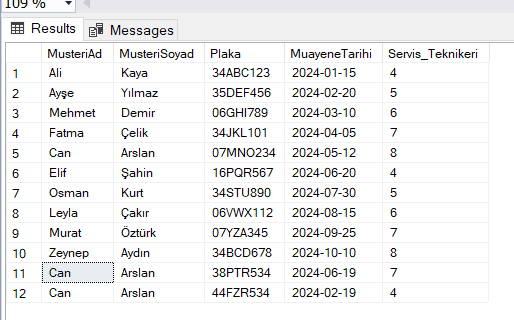 109 %
Results Messages
MusteriAd MusteriSoyad Plaka MuayeneTarihi Servis_Teknikeri
1 Ali Kaya 34ABC123 2024-01-15 4
2 Ayşe Yılmaz 35DEF456 2024-02-20 5
3 Mehmet Demir 06GHI789 2024-03-10 6
4 Fatma Çelik 34JKL101 2024-04-05 7
5 Can Arslan 07MNO234 2024-05-12 8
6 Elif Şahin 16PQR567 2024-06-20 4
7 Osman Kurt 34STU890 2024-07-30 5
8 Leyla Çakır 06VWX112 2024-08-15 6
9 Murat Öztürk 07YZA345 2024-09-25 7
10 Zeynep Aydın 34BCD678 2024-10-10 8
11 Can Arslan 38PTR534 2024-06-19 7
12 Can Arslan 44FZR534 2024-02-19 4